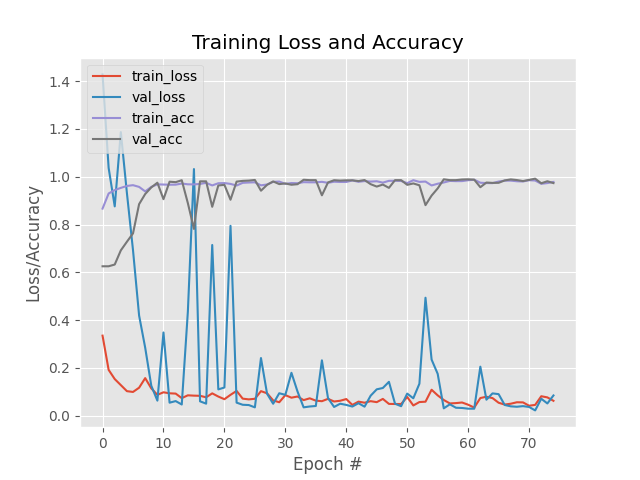 Training Loss and Accuracy
train_loss
val_loss
train_acc
val_acc
Loss/Accuracy
1.4
1.2
1.0
0.8
0.6
0.4
0.2
0.0
0 10 20 30 40 50 60 70
Epoch #